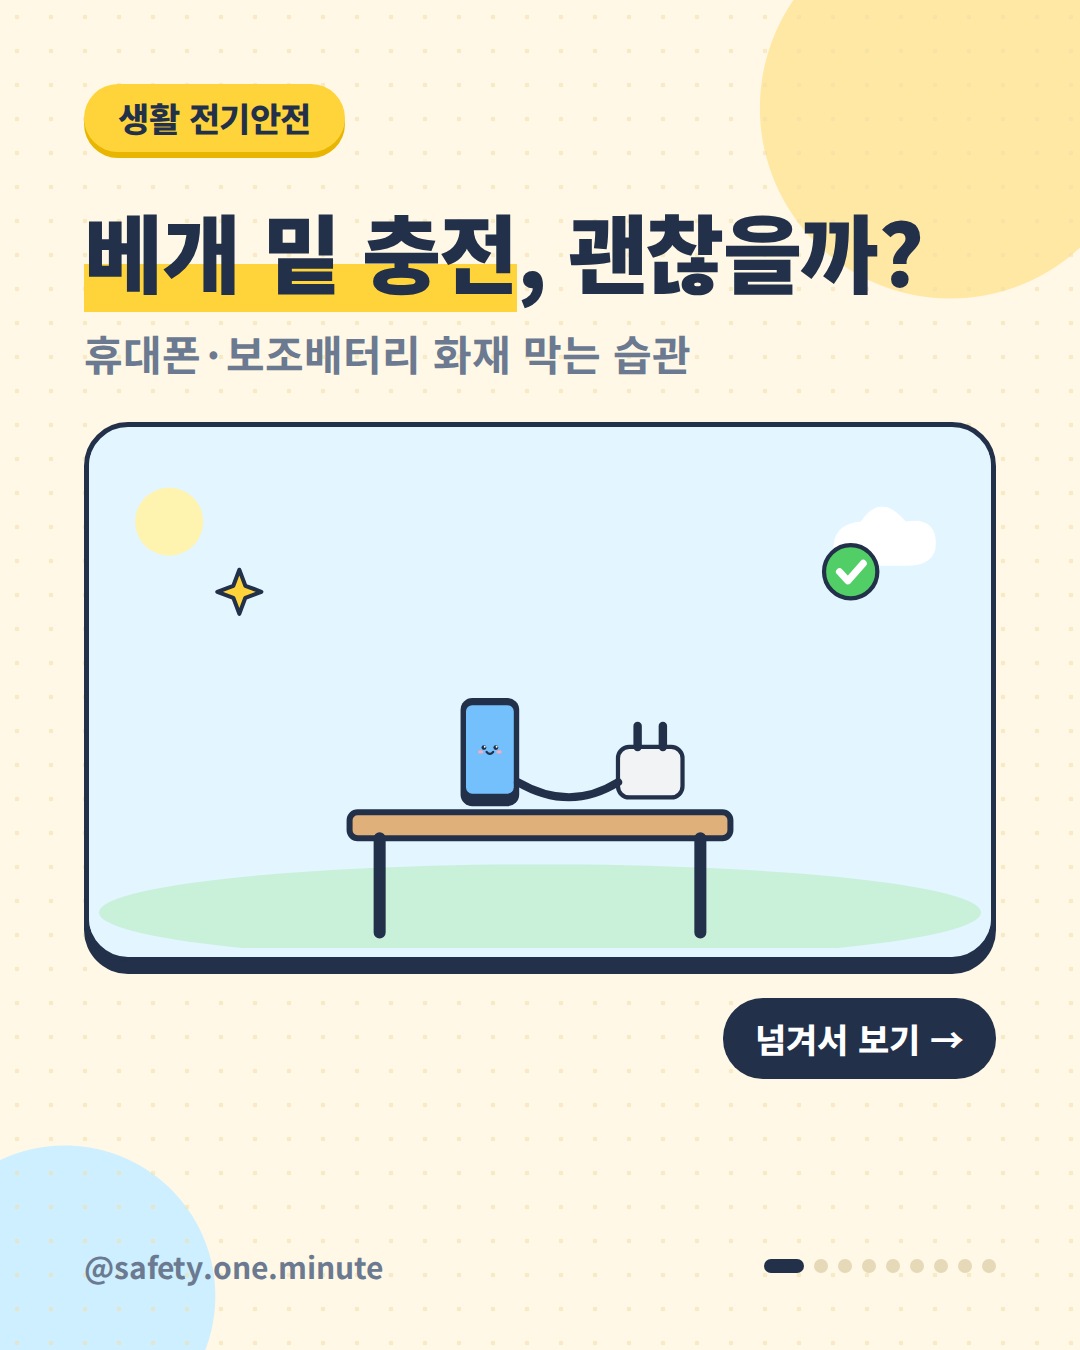 생활 전기안전
베개 밑 충전, 괜찮을까?
휴대폰·보조배터리 화재 막는 습관
넘겨서 보기 →
@safety.one.minute